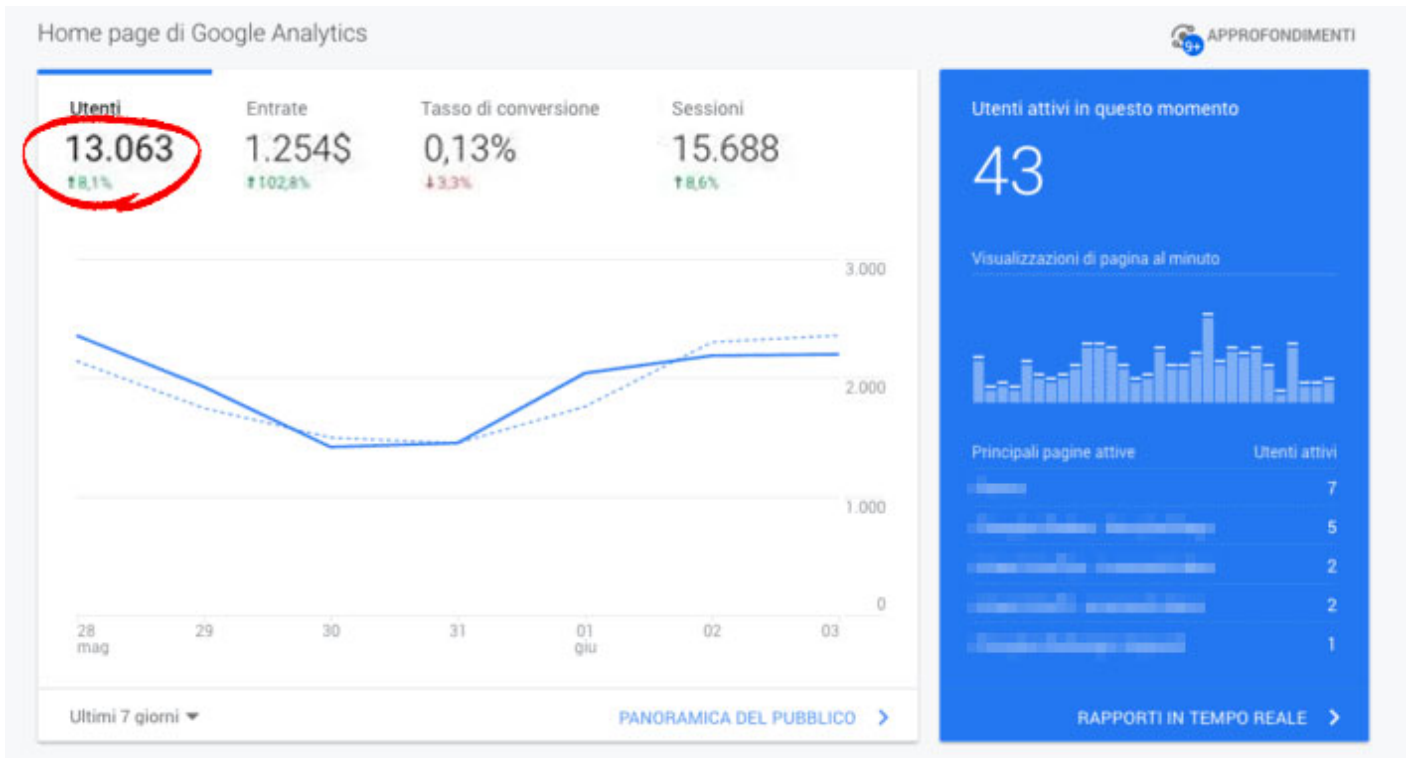 Home page di Google Analytics
9+ APPROFONDIMENTI
Utenti
13.063
↑8,1%
Entrate
1.254$
↑102,8%
Tasso di conversione
0,13%
↓3,3%
Sessioni
15.688
↑8,6%
3.000
2.000
1.000
0
28 29 30 31 01 02 03
mag giu
Ultimi 7 giorni
PANORAMICA DEL PUBBLICO
Utenti attivi in questo momento
43
Visualizzazioni di pagina al minuto
Principali pagine attive Utenti attivi
7
5
2
2
1
RAPPORTI IN TEMPO REALE